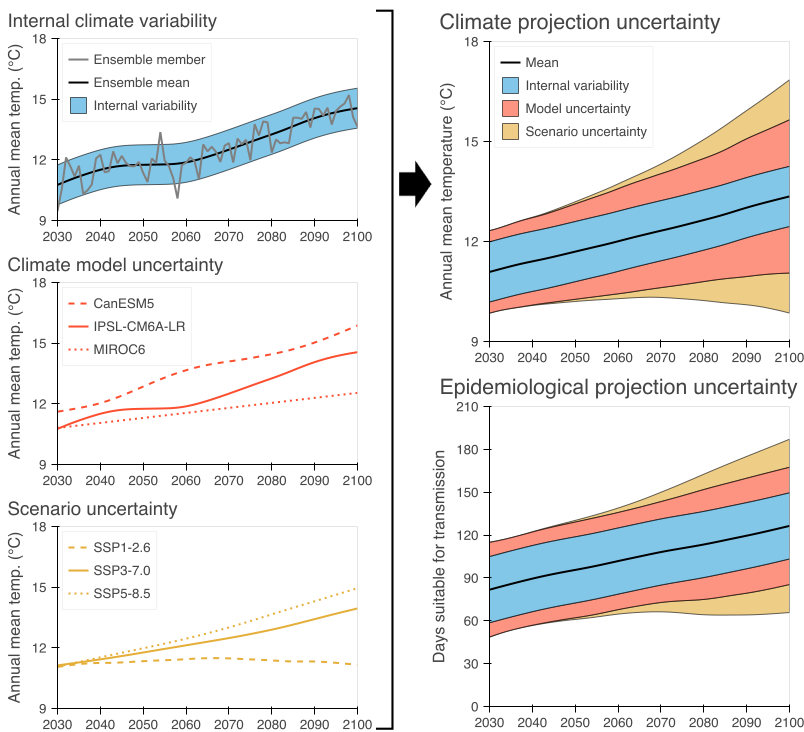 Internal climate variability
Annual mean temp. (°C)
18
15
12
9
Ensemble member
Ensemble mean
Internal variability
2030 2040 2050 2060 2070 2080 2090 2100
Climate model uncertainty
Annual mean temp. (°C)
18
15
12
9
CanESM5
IPSL-CM6A-LR
MIROC6
2030 2040 2050 2060 2070 2080 2090 2100
Scenario uncertainty
Annual mean temp. (°C)
18
15
12
9
SSP1-2.6
SSP3-7.0
SSP5-8.5
2030 2040 2050 2060 2070 2080 2090 2100
Climate projection uncertainty
Annual mean temperature (°C)
18
15
12
9
Mean
Internal variability
Model uncertainty
Scenario uncertainty
2030 2040 2050 2060 2070 2080 2090 2100
Epidemiological projection uncertainty
Days suitable for transmission
210
180
150
120
90
60
30
0
2030 2040 2050 2060 2070 2080 2090 2100